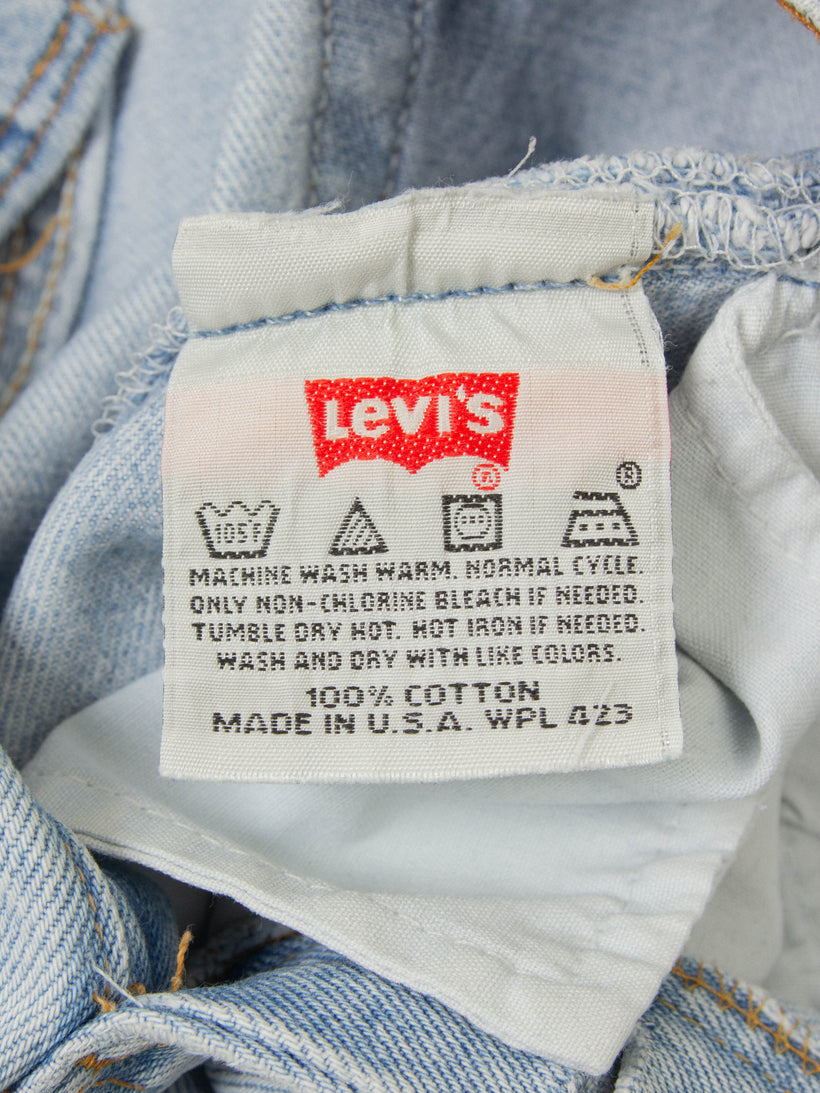 LEVI'S
®
®
105F
MACHINE WASH WARM. NORMAL CYCLE.
ONLY NON-CHLORINE BLEACH IF NEEDED.
TUMBLE DRY HOT. HOT IRON IF NEEDED.
WASH AND DRY WITH LIKE COLORS.
100% COTTON
MADE IN U.S.A. WPL 423